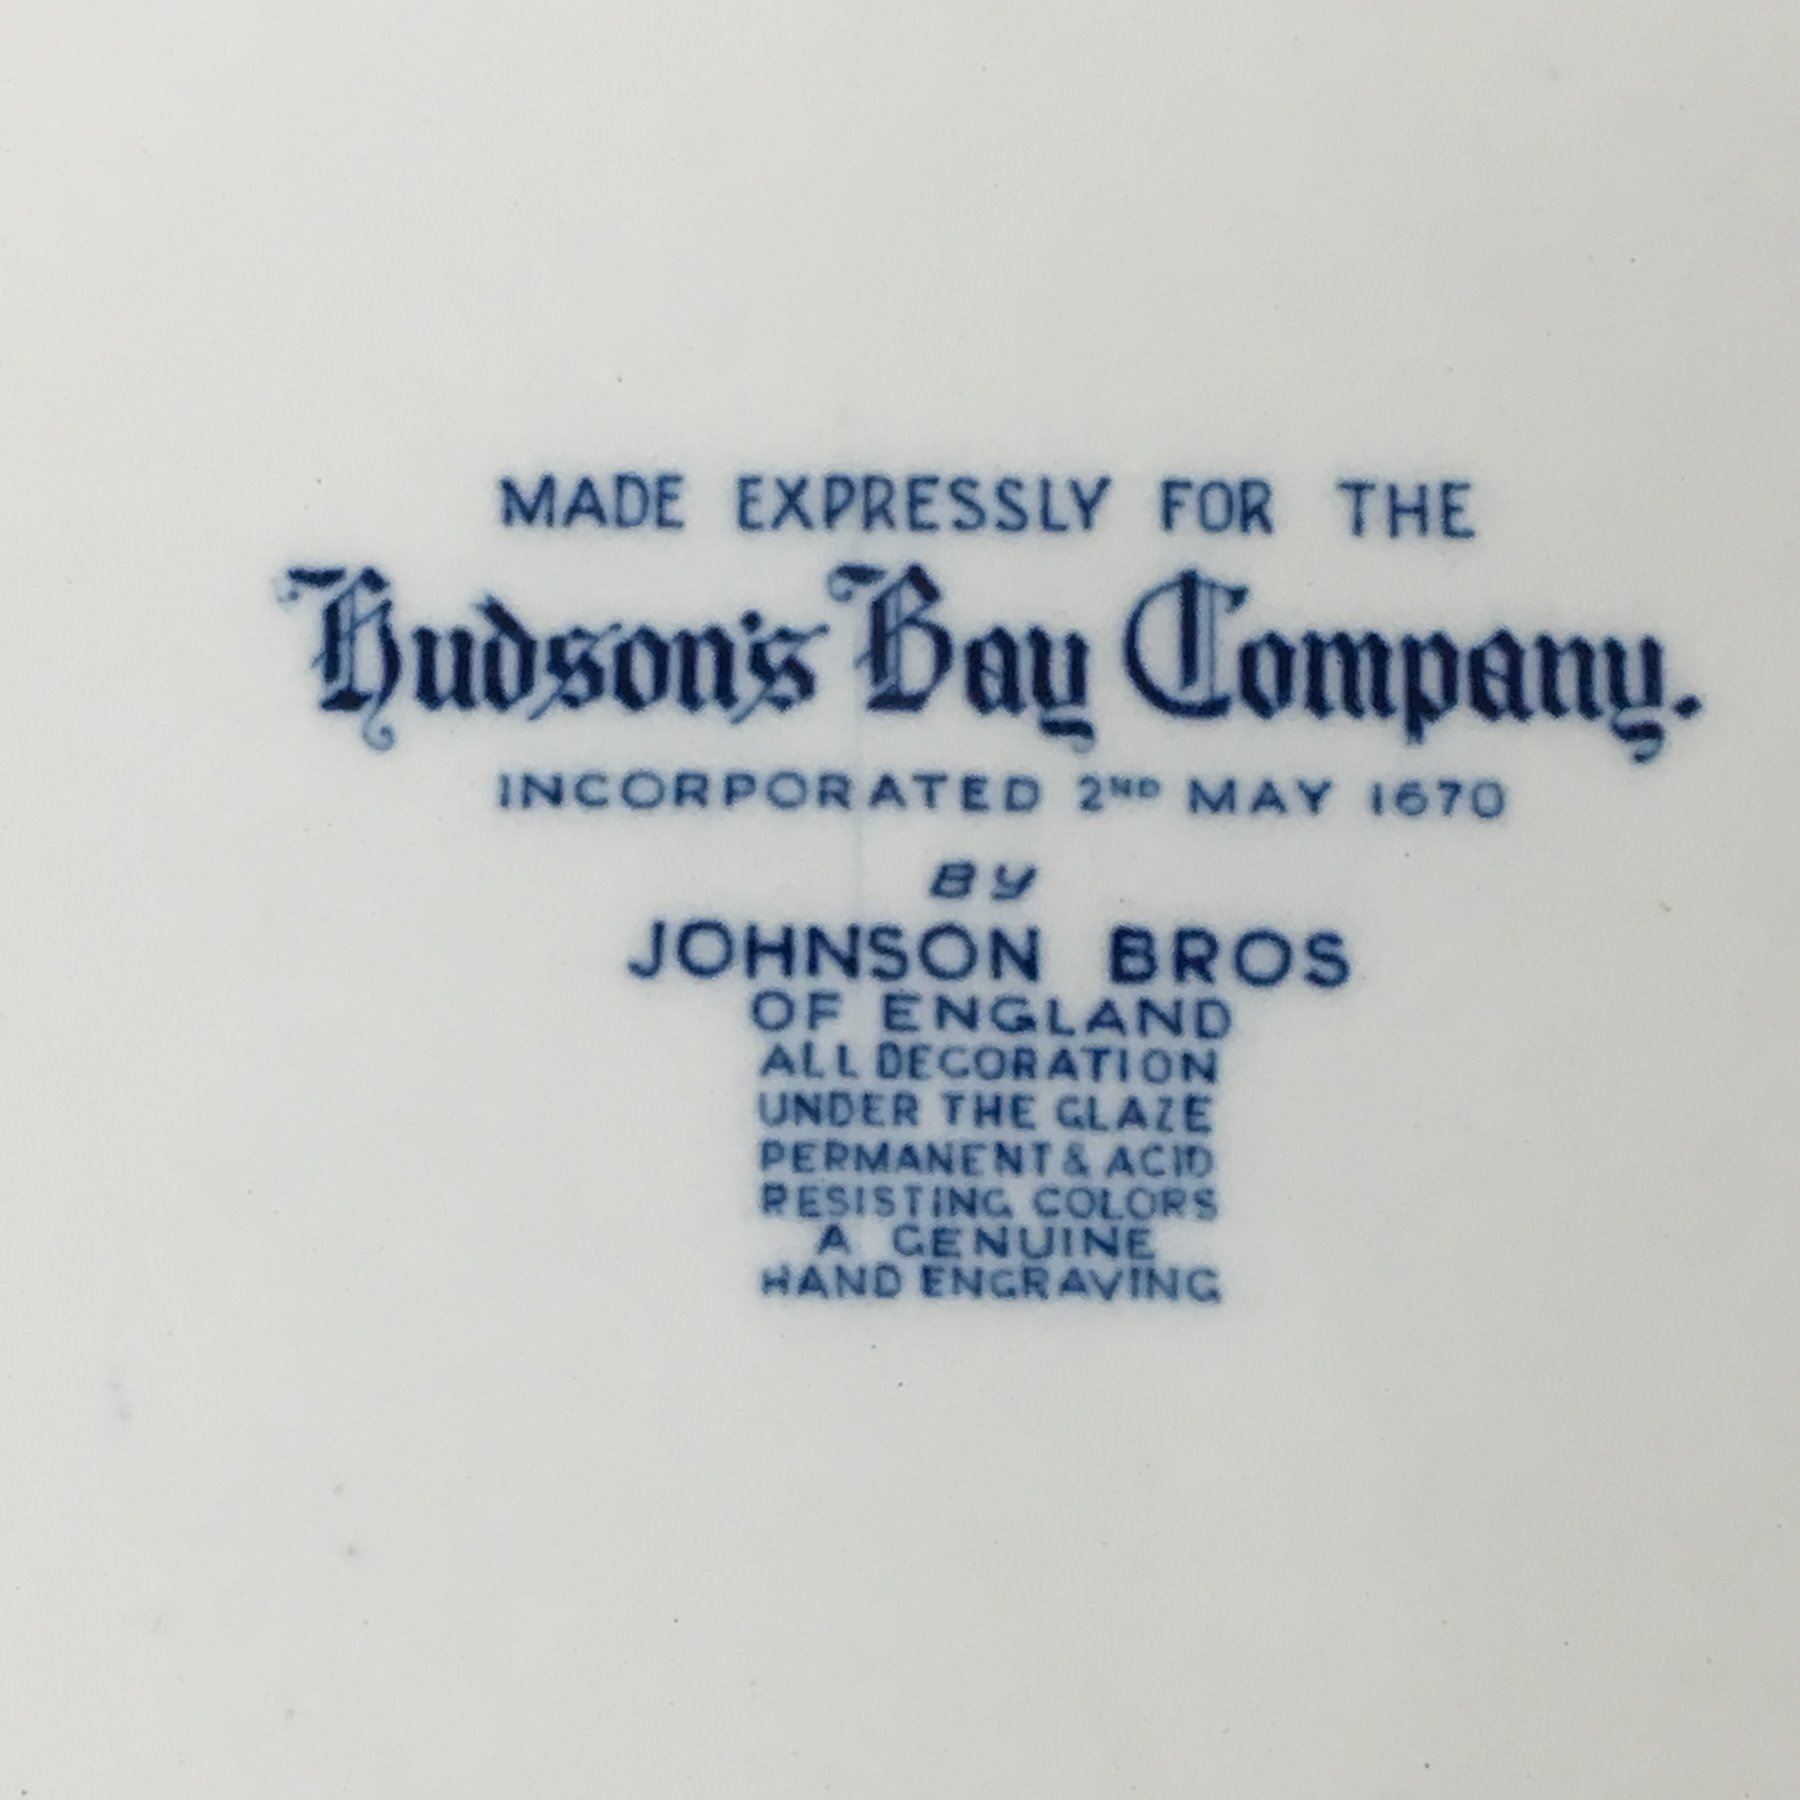 MADE EXPRESSLY FOR THE
Hudson's Bay Company.
INCORPORATED 2ND MAY 1670
BY
JOHNSON BROS
OF ENGLAND
ALL DECORATION
UNDER THE GLAZE
PERMANENT & ACID
RESISTING COLORS
A GENUINE
HAND ENGRAVING